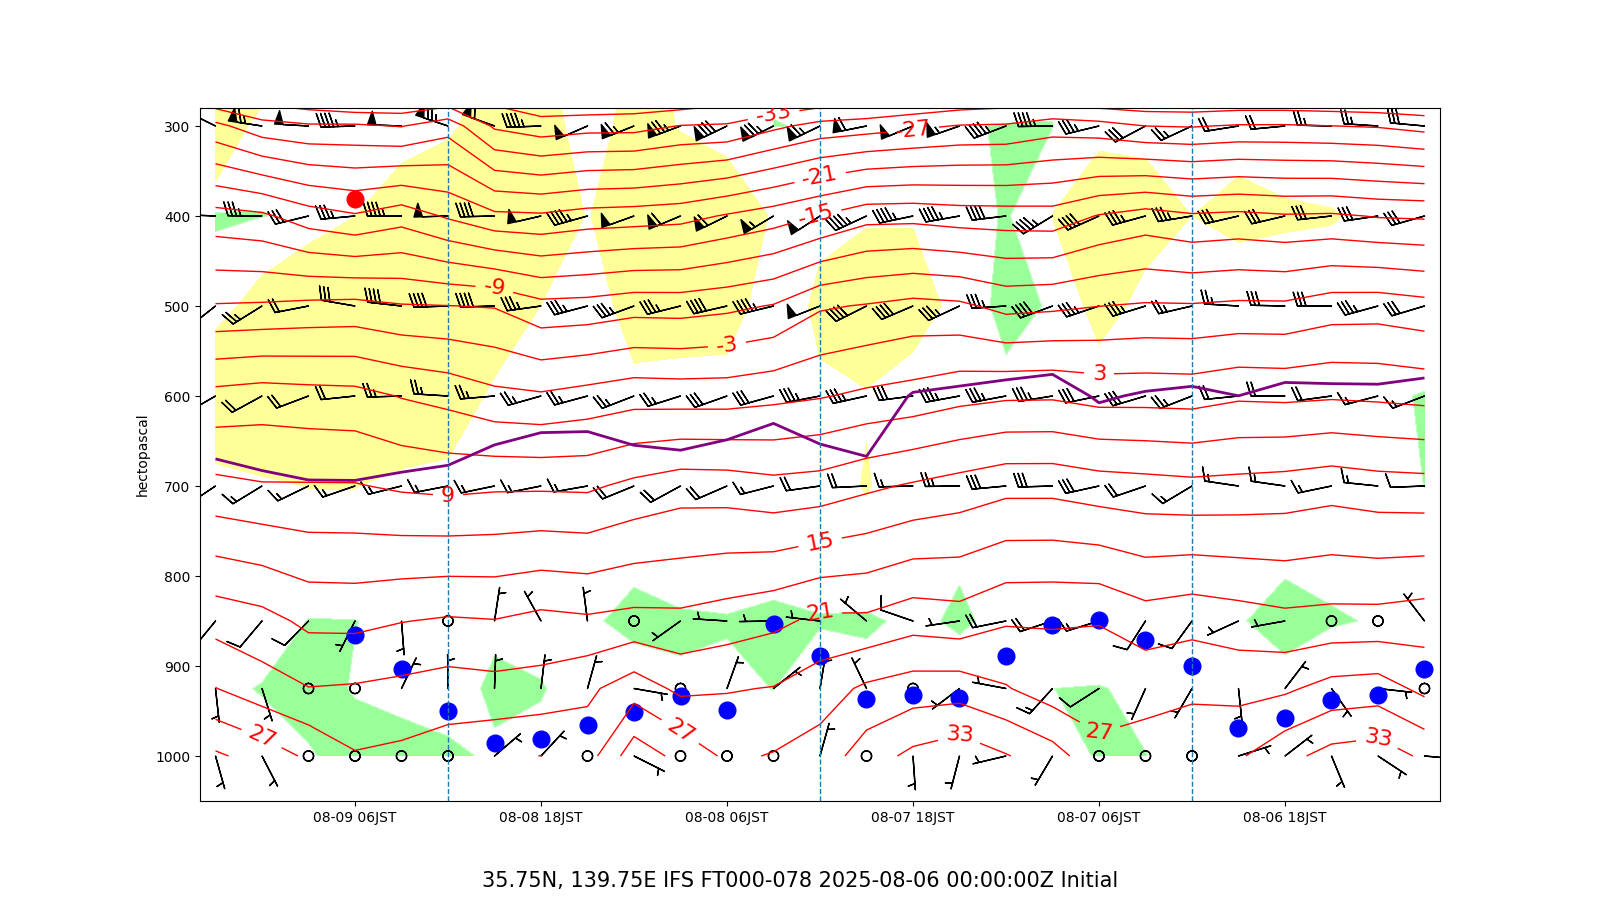 300
400
500
600
700
800
900
1000
hectopascal
-33
-27
-21
-15
-9
-3
3
9
15
21
27
27
33
27
33
08-09 06JST
08-08 18JST
08-08 06JST
08-07 18JST
08-07 06JST
08-06 18JST
35.75N, 139.75E IFS FT000-078 2025-08-06 00:00:00Z Initial